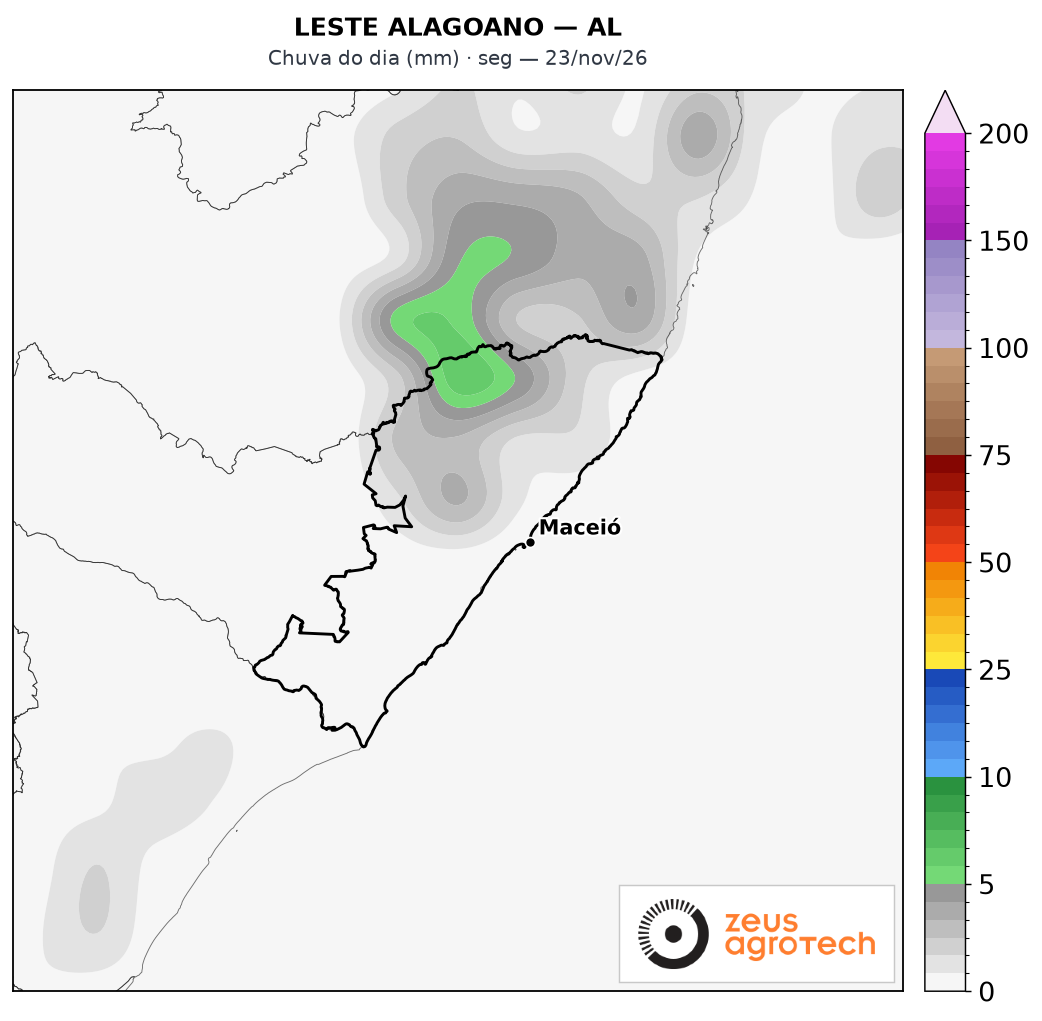 LESTE ALAGOANO — AL
Chuva do dia (mm) · seg — 23/nov/26
200
150
100
75
50
25
10
5
0
Maceió
zeus
agrotech